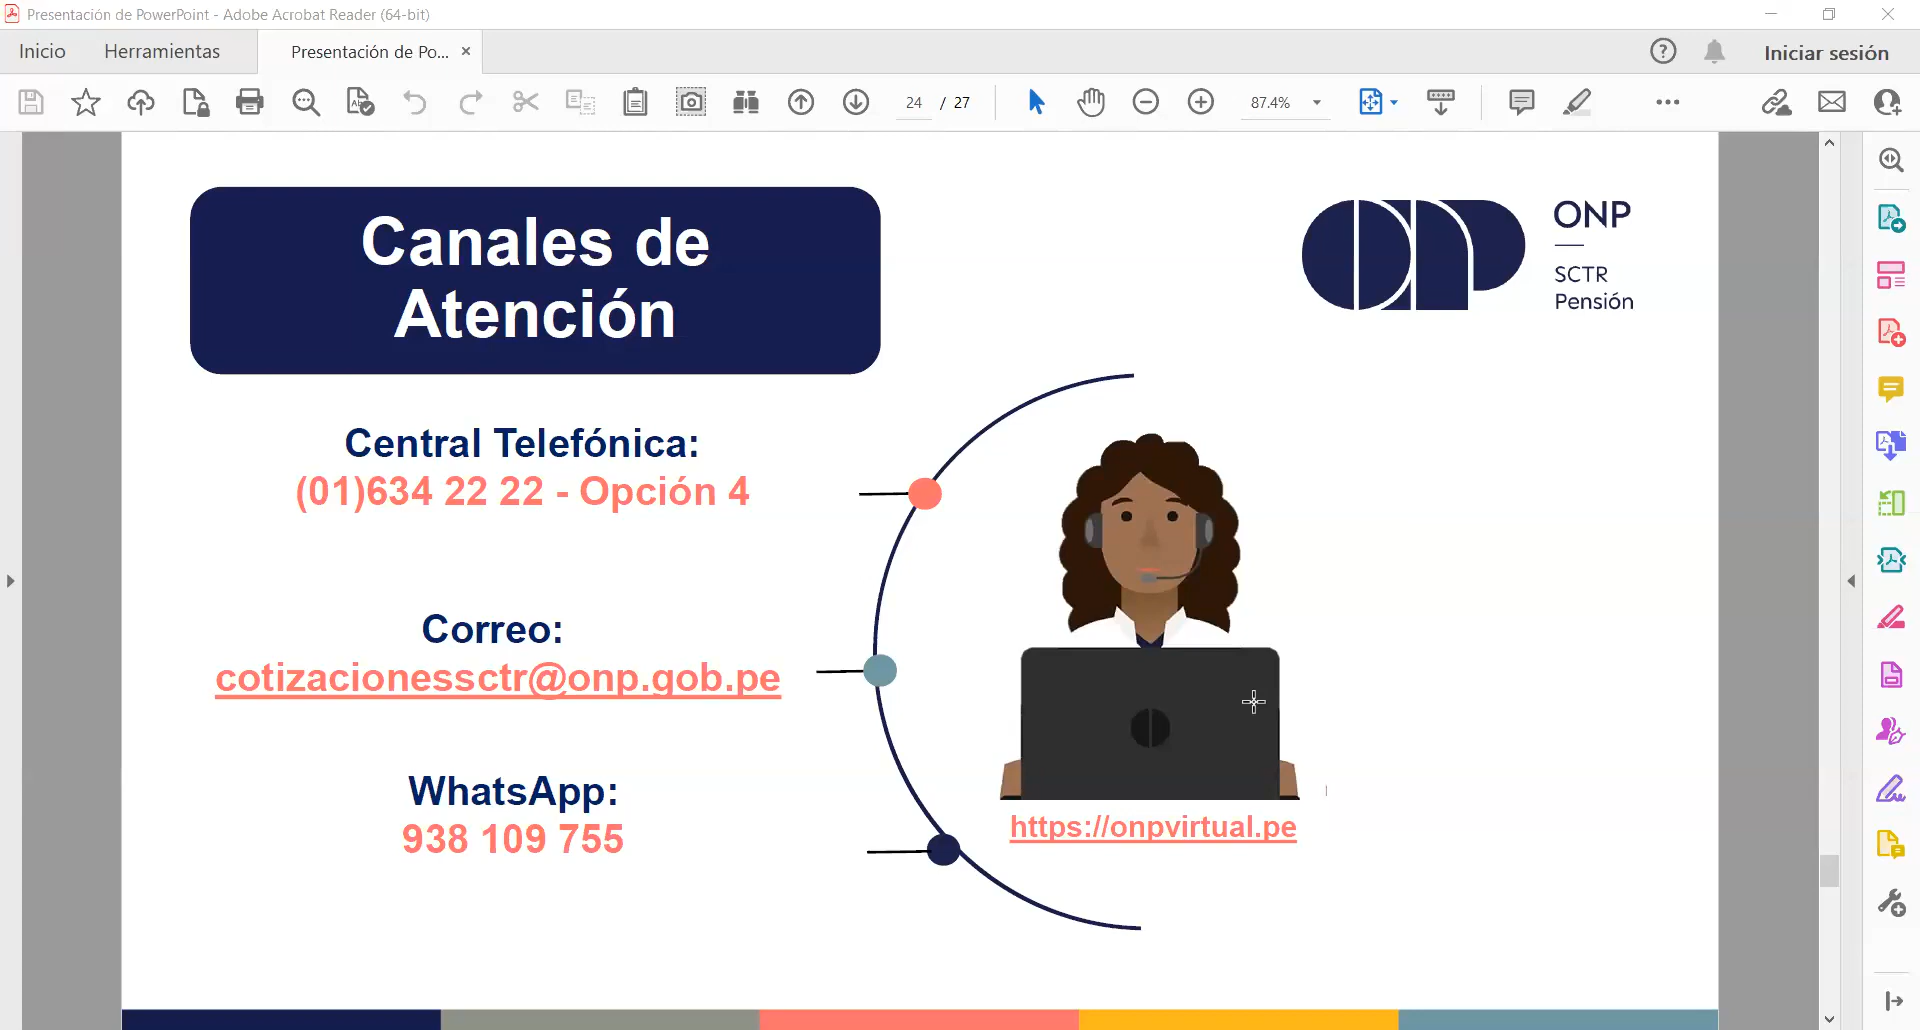 Presentación de PowerPoint - Adobe Acrobat Reader (64-bit)
Inicio
Herramientas
Presentación de Po...
Iniciar sesión
24 / 27
87.4%
Canales de
Atención
ONP
SCTR
Pensión
Central Telefónica:
(01)634 22 22 - Opción 4
Correo:
cotizacionessctr@onp.gob.pe
WhatsApp:
938 109 755
https://onpvirtual.pe